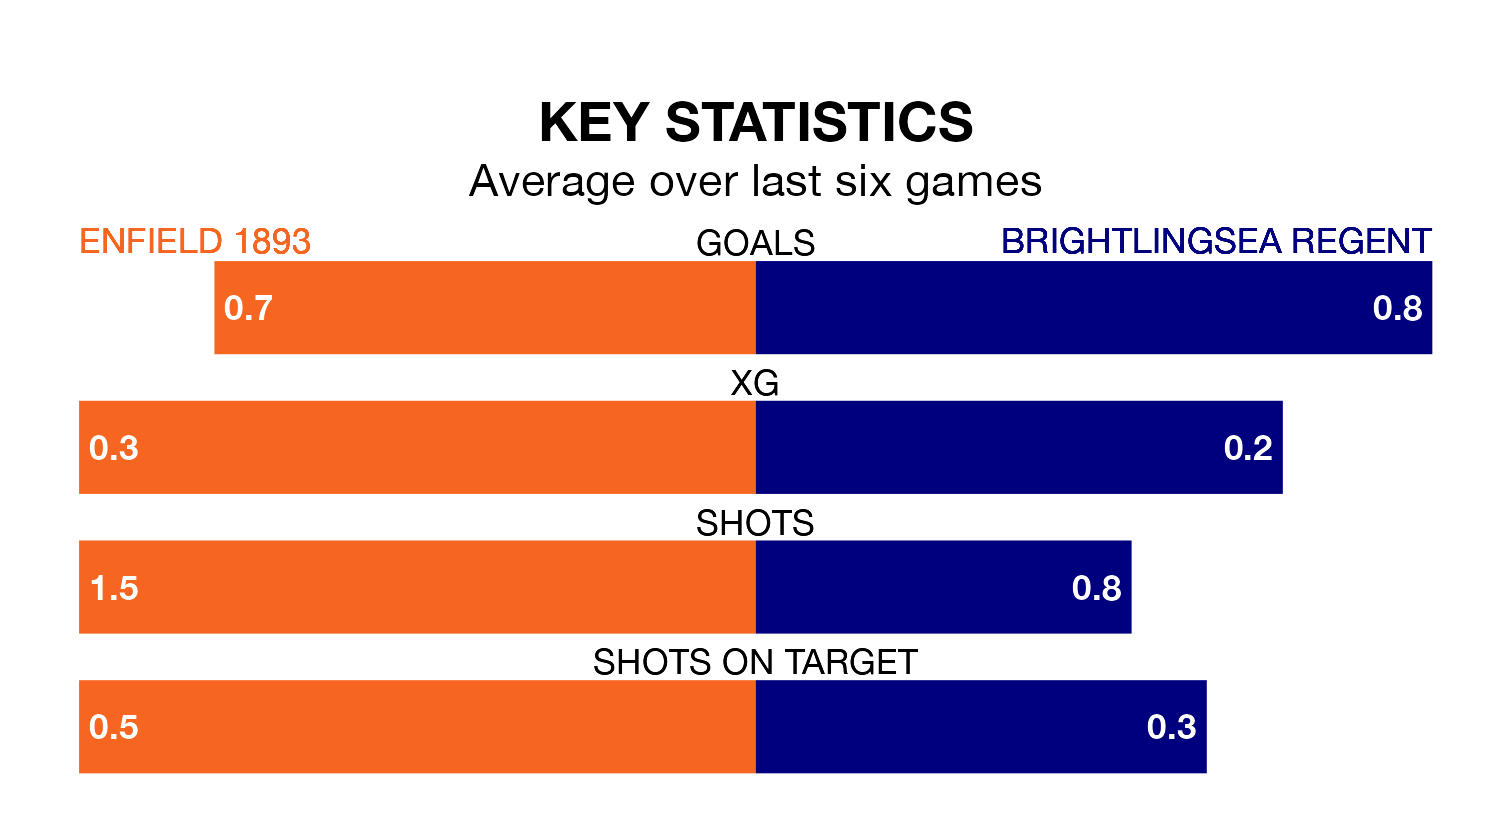 KEY STATISTICS
Average over last six games
ENFIELD 1893 GOALS BRIGHTLINGSEA REGENT
0.7 0.8
XG
0.3 0.2
SHOTS
1.5 0.8
SHOTS ON TARGET
0.5 0.3